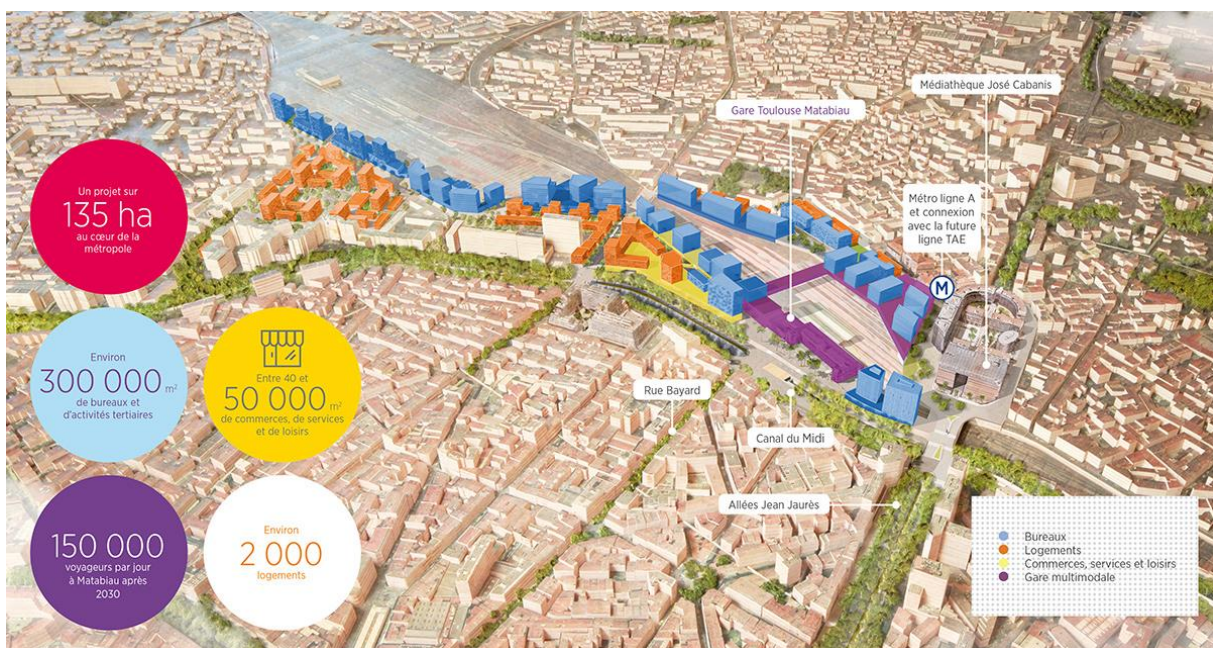 Un projet sur
135 ha
au cœur de la
métropole
Environ
300 000 m²
de bureaux et
d'activités tertiaires
Entre 40 et
50 000 m²
de commerces, de services
et de loisirs
150 000
voyageurs par jour
à Matabiau après
2030
Environ
2 000
logements
Gare Toulouse Matabiau
Médiathèque José Cabanis
Métro ligne A
et connexion
avec la future
ligne TAE
M
Rue Bayard
Canal du Midi
Allées Jean Jaurès
Bureaux
Logements
Commerces, services et loisirs
Gare multimodale